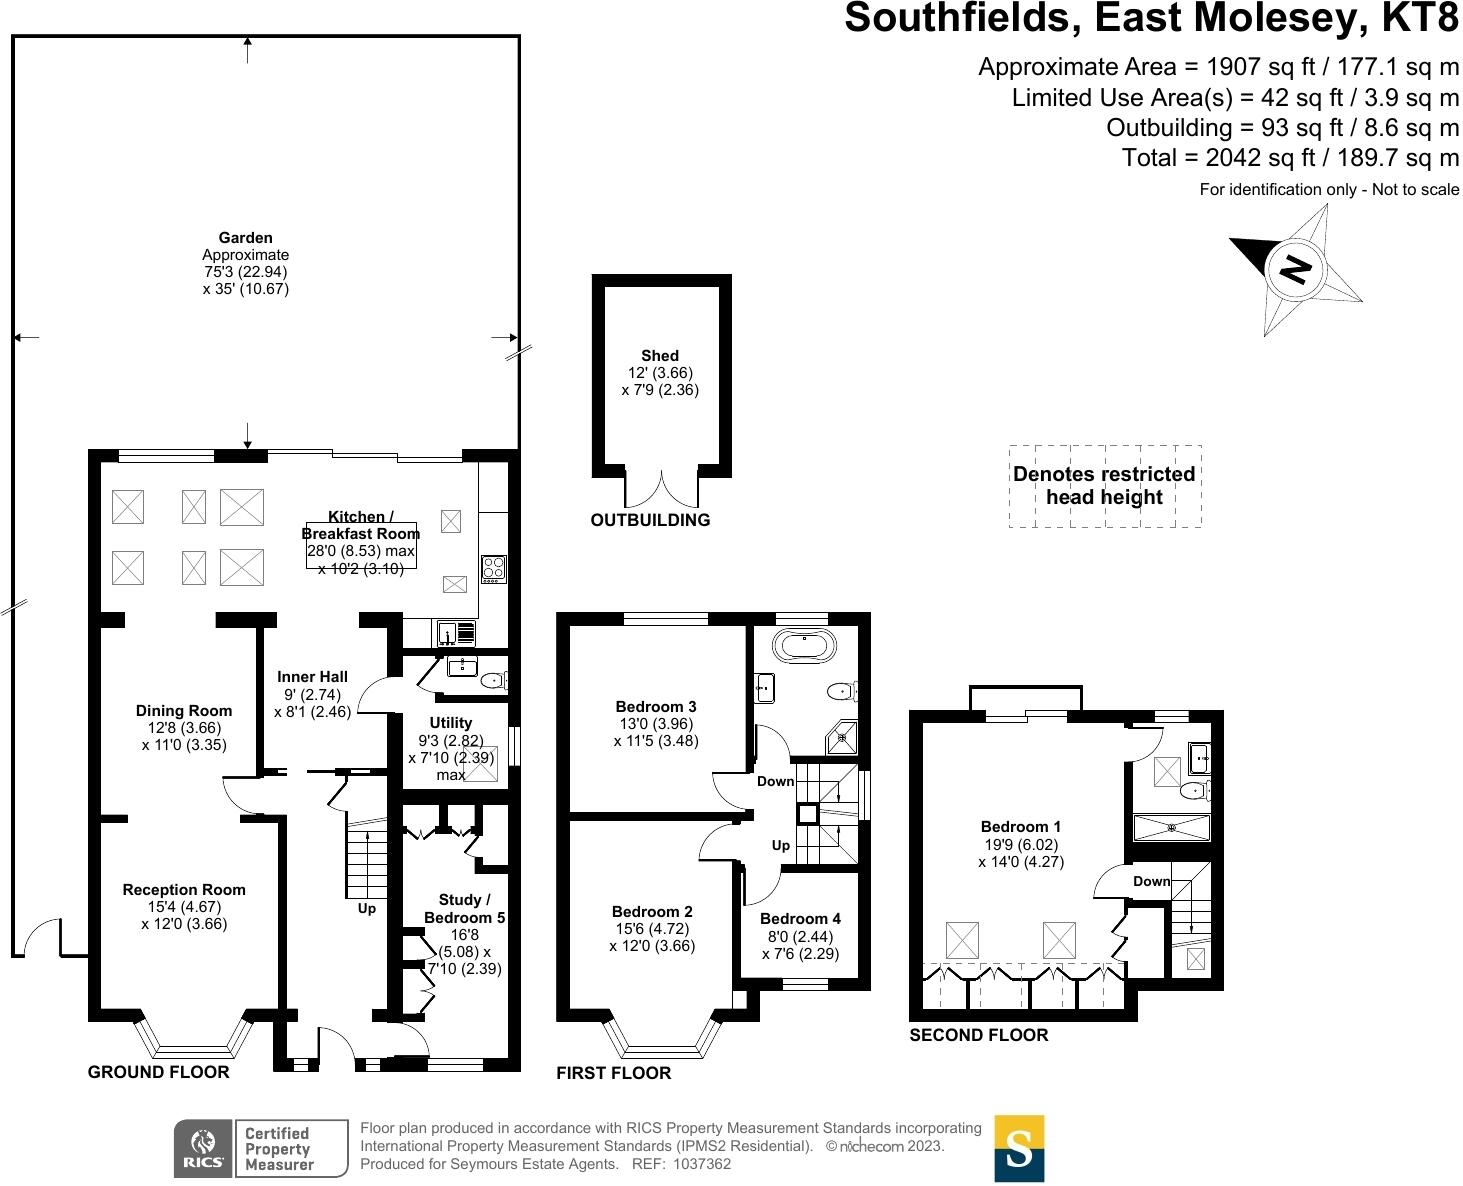 Southfields, East Molesey, KT8
Approximate Area = 1907 sq ft / 177.1 sq m
Limited Use Area(s) = 42 sq ft / 3.9 sq m
Outbuilding = 93 sq ft / 8.6 sq m
Total = 2042 sq ft / 189.7 sq m
For identification only - Not to scale
N
Garden
Approximate
75'3 (22.94)
x 35' (10.67)
Shed
12' (3.66)
x 7'9 (2.36)
OUTBUILDING
Denotes restricted
head height
Kitchen /
Breakfast Room
28'0 (8.53) max
x 10'2 (3.10)
Inner Hall
9' (2.74)
x 8'1 (2.46)
Dining Room
12'8 (3.66)
x 11'0 (3.35)
Utility
9'3 (2.82)
x 7'10 (2.39)
max
Reception Room
15'4 (4.67)
x 12'0 (3.66)
Up
Study /
Bedroom 5
16'8
(5.08) x
7'10 (2.39)
GROUND FLOOR
Bedroom 3
13'0 (3.96)
x 11'5 (3.48)
Down
Up
Bedroom 2
15'6 (4.72)
x 12'0 (3.66)
Bedroom 4
8'0 (2.44)
x 7'6 (2.29)
FIRST FLOOR
Bedroom 1
19'9 (6.02)
x 14'0 (4.27)
Down
SECOND FLOOR
RICS
Certified
Property
Measurer
Floor plan produced in accordance with RICS Property Measurement Standards incorporating
International Property Measurement Standards (IPMS2 Residential). © nichecom 2023.
Produced for Seymours Estate Agents. REF: 1037362
S